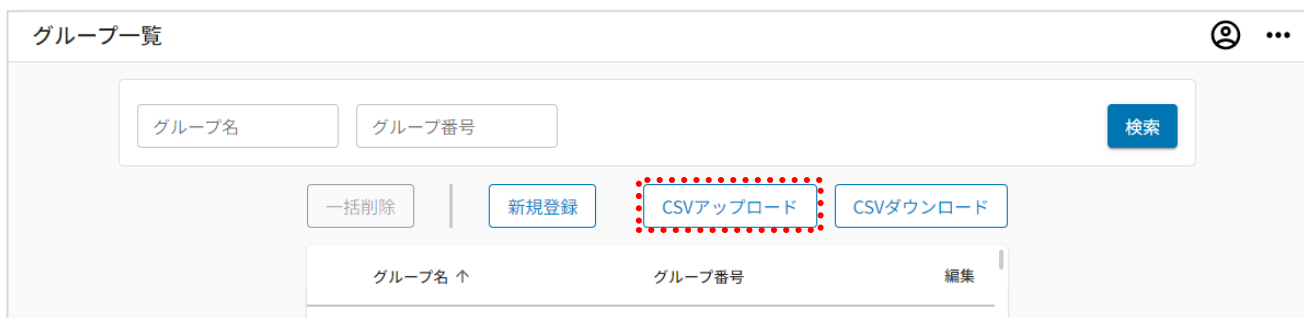 グループ一覧
グループ名 グループ番号 検索
一括削除 新規登録 CSVアップロード CSVダウンロード
グループ名 ↑ グループ番号 編集